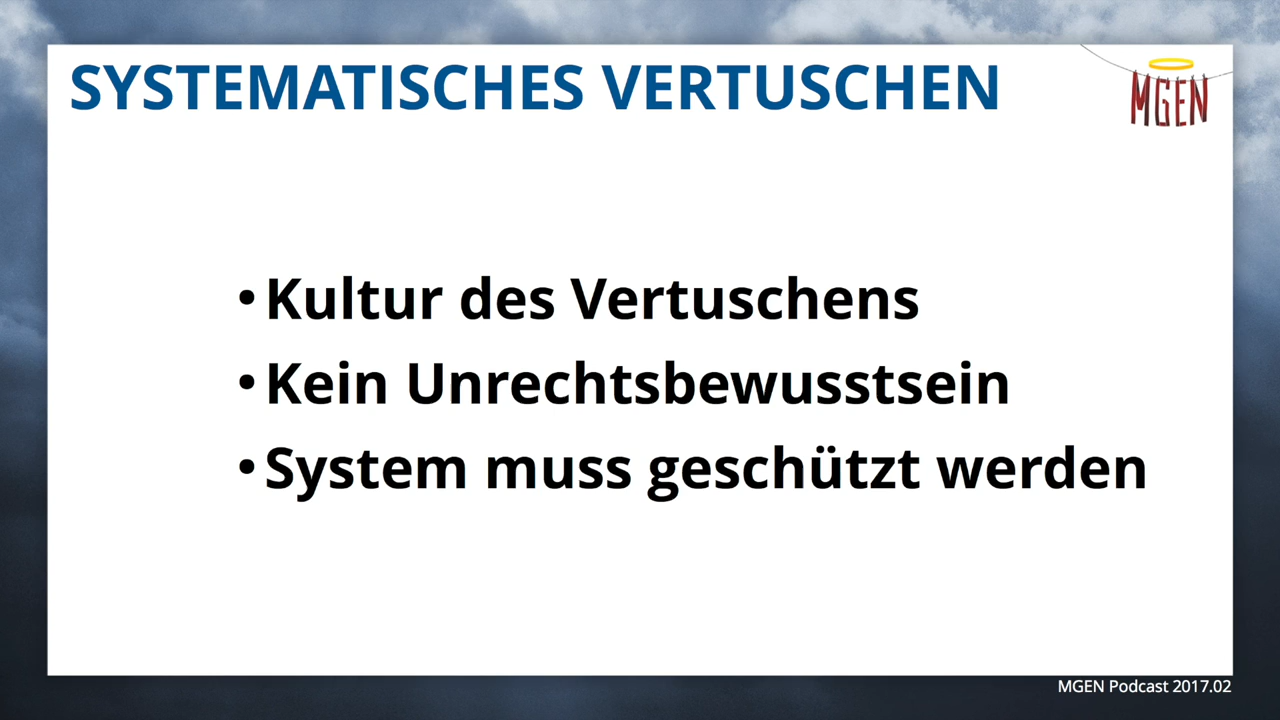 SYSTEMATISCHES VERTUSCHEN
MGEN
• Kultur des Vertuschens
• Kein Unrechtsbewusstsein
• System muss geschützt werden
MGEN Podcast 2017.02